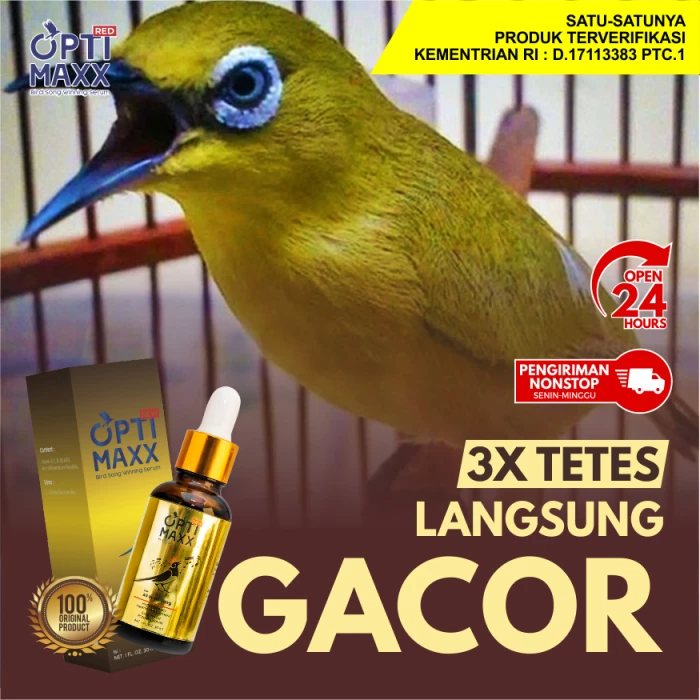 SATU-SATUNYA
PRODUK TERVERIFIKASI
KEMENTRIAN RI : D.17113383 PTC.1
RED
OPTI
MAXX
Bird Song Winning Serum
OPEN
24
HOURS
PENGIRIMAN
NONSTOP
SENIN-MINGGU
3X TETES
LANGSUNG
GACOR
RED
OPTI
MAXX
Bird Song Winning Serum
OPTI
MAXX
100%
ORIGINAL
PRODUCT